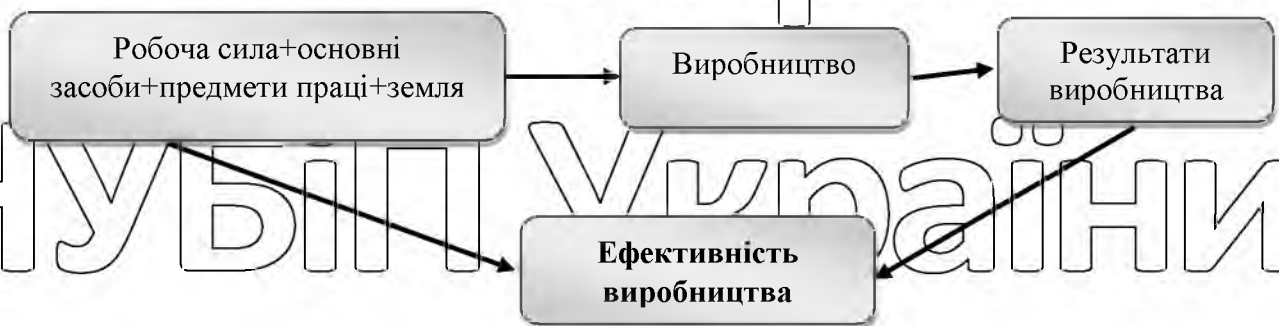 Робоча сила+основні
засоби+предмети праці+земля
Виробництво
Результати
виробництва
НУБіП України
Ефективність
виробництва